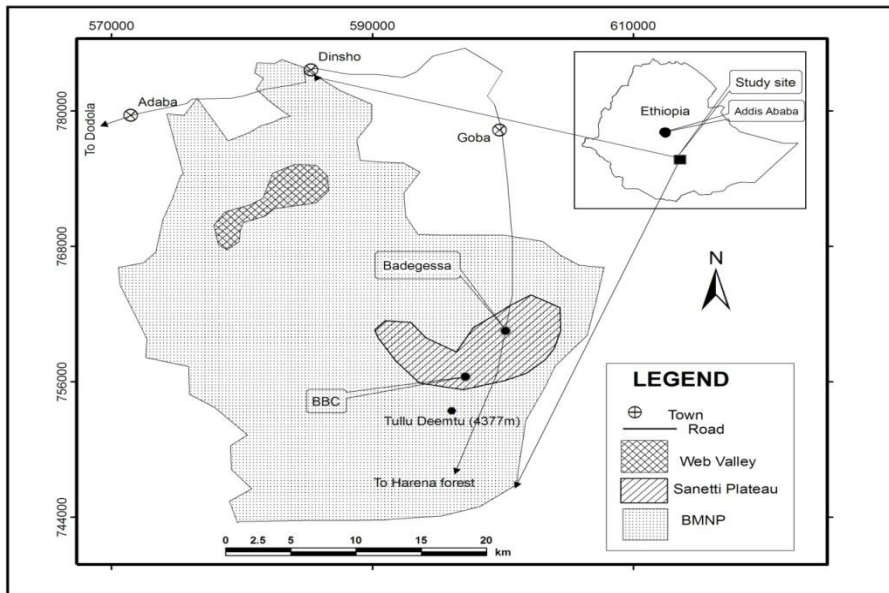 570000
590000
610000
Dinsho
Adaba
To Dodola
Goba
Ethiopia
Study site
Addis Ababa
780000
768000
756000
744000
Badegessa
BBC
Tullu Deemtu (4377m)
To Harena forest
N
LEGEND
Town
Road
Web Valley
Sanetti Plateau
BMNP
0 2.5 5 10 15 20
km